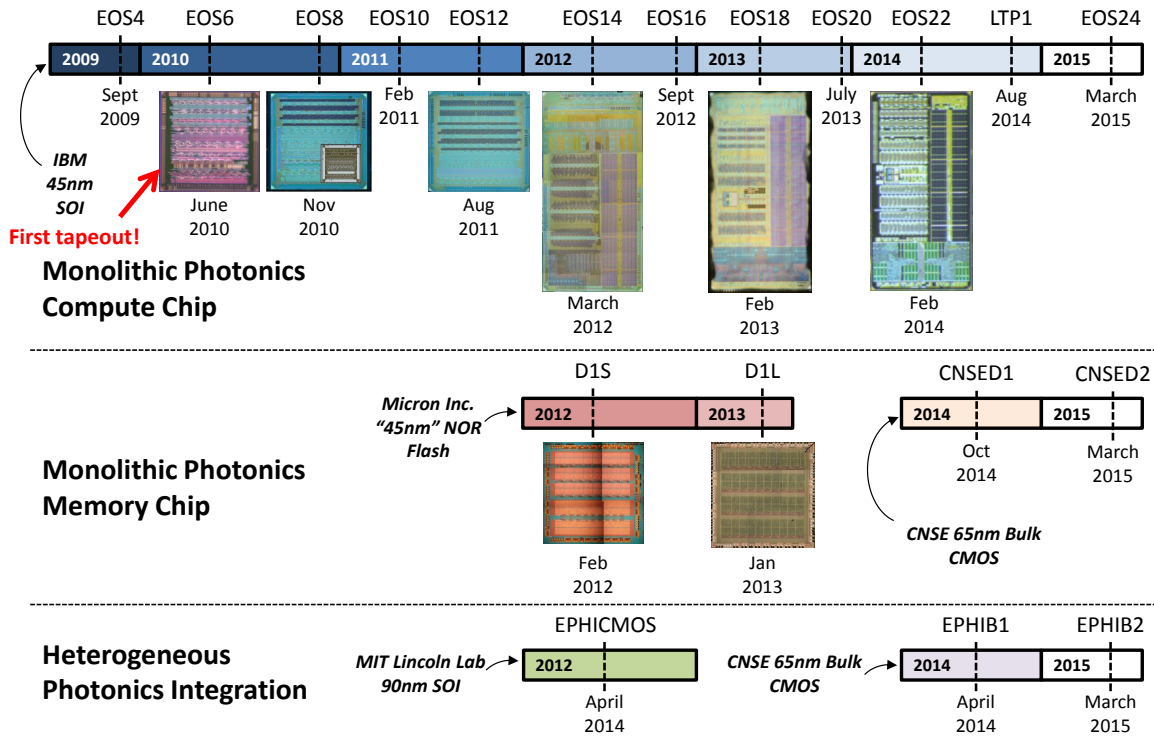 EOS4 EOS6 EOS8 EOS10 EOS12 EOS14 EOS16 EOS18 EOS20 EOS22 LTP1 EOS24
2009 2010 2011 2012 2013 2014 2015
Sept
2009
Feb
2011
Sept
2012
July
2013
Aug
2014
March
2015
IBM
45nm
SOI
First tapeout!
June
2010
Nov
2010
Aug
2011
March
2012
Feb
2013
Feb
2014
Monolithic Photonics
Compute Chip
D1S D1L CNSED1 CNSED2
Micron Inc.
“45nm” NOR
Flash
2012 2013 2014 2015
Oct
2014
March
2015
Monolithic Photonics
Memory Chip
Feb
2012
Jan
2013
CNSE 65nm Bulk
CMOS
EPHICMOS EPHIB1 EPHIB2
Heterogeneous
Photonics Integration
MIT Lincoln Lab
90nm SOI
2012
CNSE 65nm Bulk
CMOS
2014 2015
April
2014
April
2014
March
2015